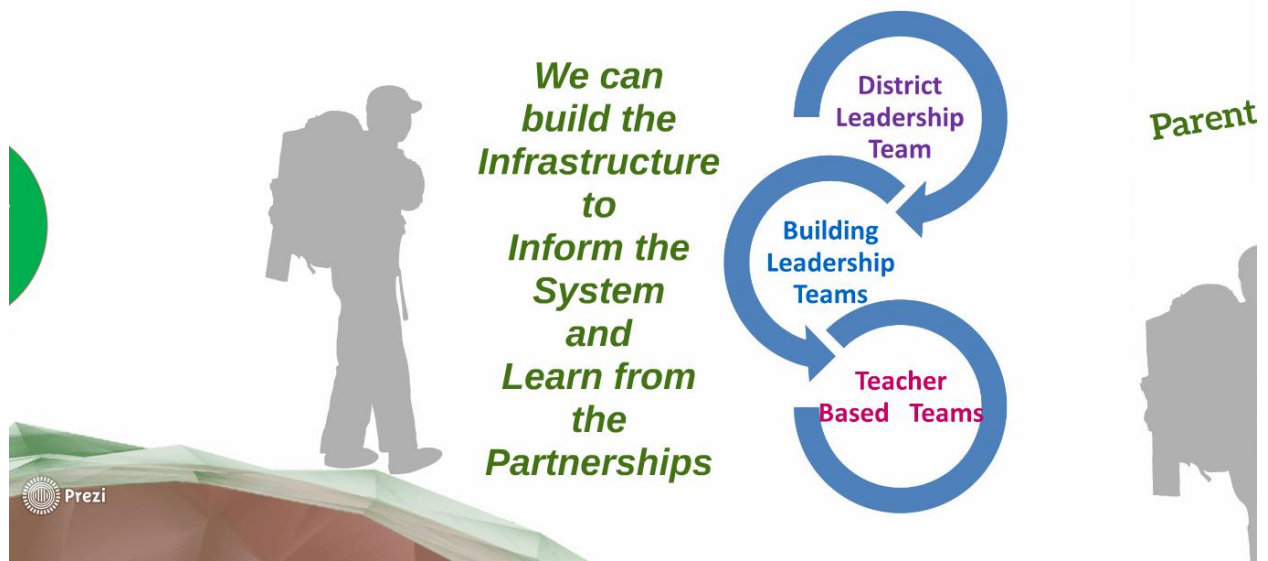 We can
build the
Infrastructure
to
Inform the
System
and
Learn from
the
Partnerships
District
Leadership
Team
Building
Leadership
Teams
Teacher
Based Teams
Parent
Prezi